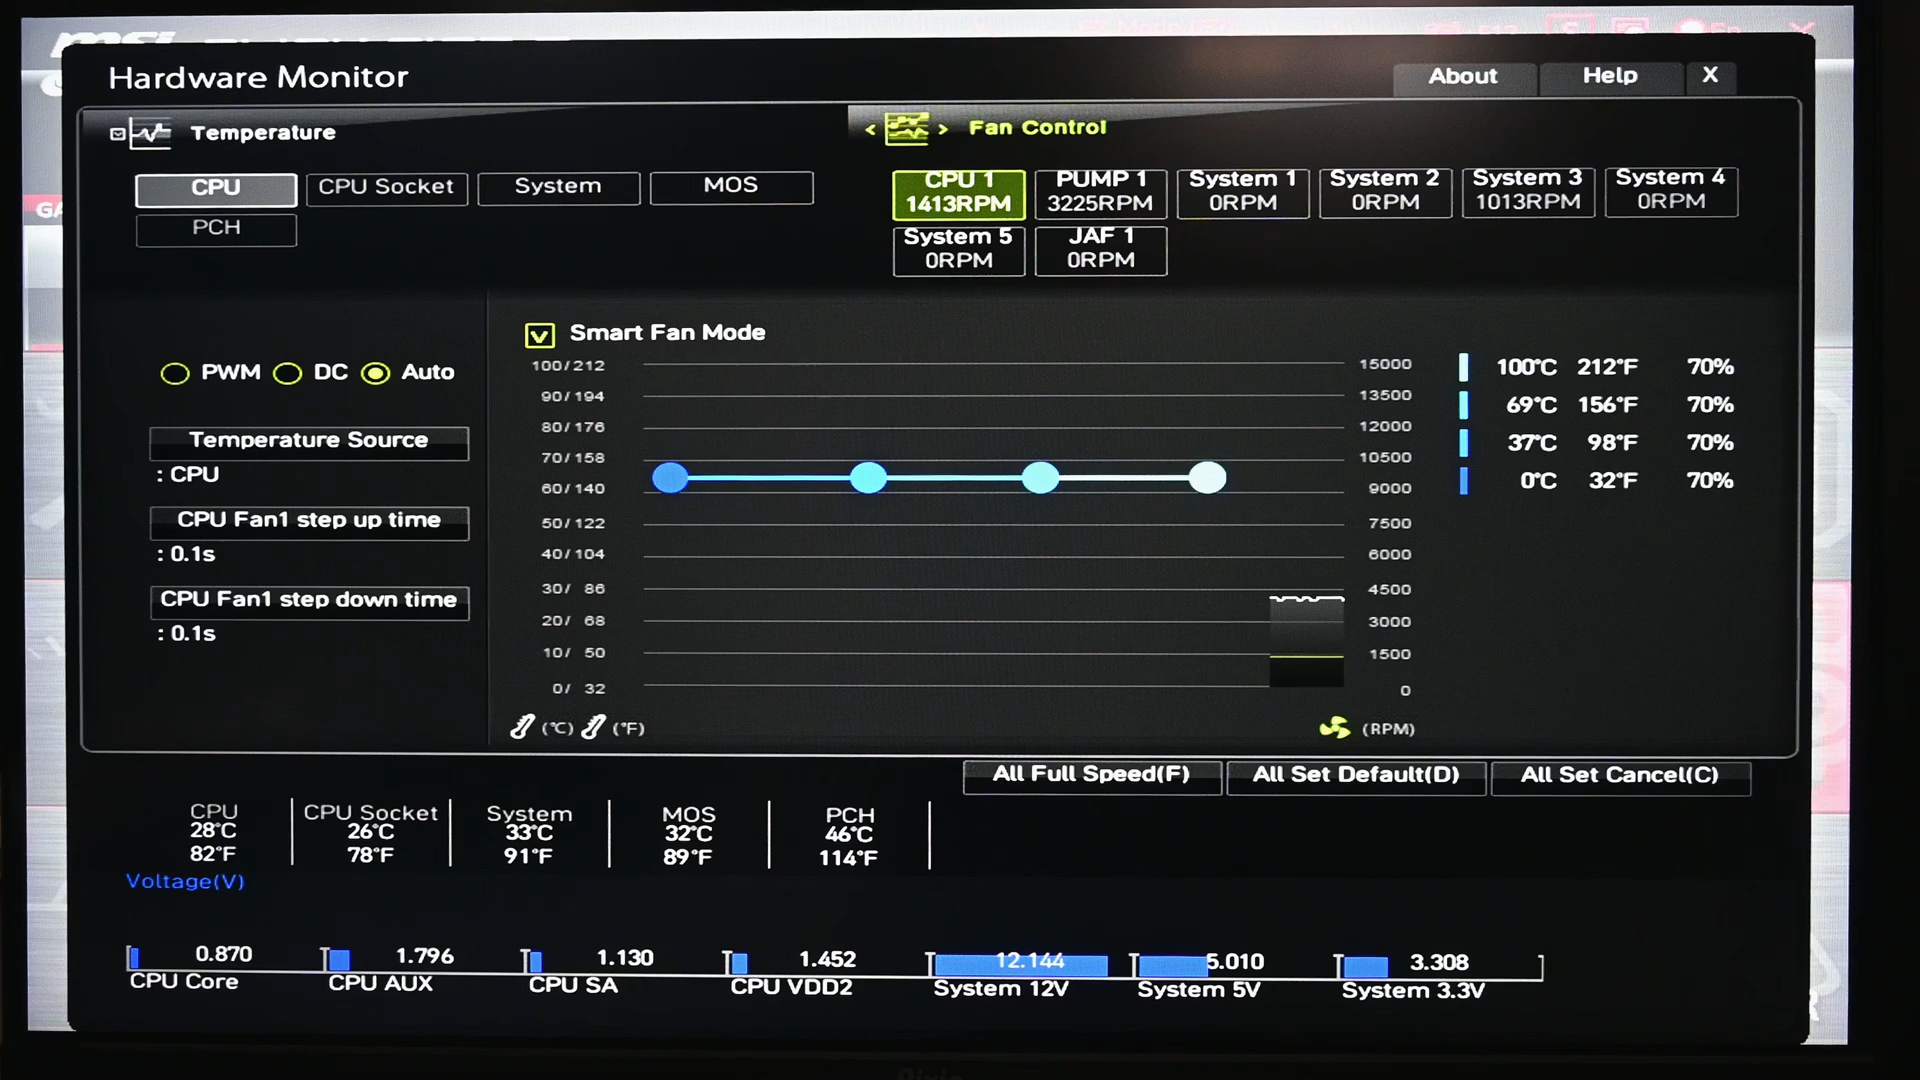 Hardware Monitor
About
Help
X
Temperature
< > Fan Control
CPU
CPU Socket
System
MOS
PCH
CPU 1
1413RPM
PUMP 1
3225RPM
System 1
0RPM
System 2
0RPM
System 3
1013RPM
System 4
0RPM
System 5
0RPM
JAF 1
0RPM
PWM
DC
Auto
Temperature Source
: CPU
CPU Fan1 step up time
: 0.1s
CPU Fan1 step down time
: 0.1s
Smart Fan Mode
100/212
90/194
80/176
70/158
60/140
50/122
40/104
30/ 86
20/ 68
10/ 50
0/ 32
(°C)
(°F)
15000
13500
12000
10500
9000
7500
6000
4500
3000
1500
0
(RPM)
100°C 212°F 70%
69°C 156°F 70%
37°C 98°F 70%
0°C 32°F 70%
All Full Speed(F)
All Set Default(D)
All Set Cancel(C)
CPU
28°C
82°F
CPU Socket
26°C
78°F
System
33°C
91°F
MOS
32°C
89°F
PCH
46°C
114°F
Voltage(V)
0.870
CPU Core
1.796
CPU AUX
1.130
CPU SA
1.452
CPU VDD2
12.144
System 12V
5.010
System 5V
3.308
System 3.3V